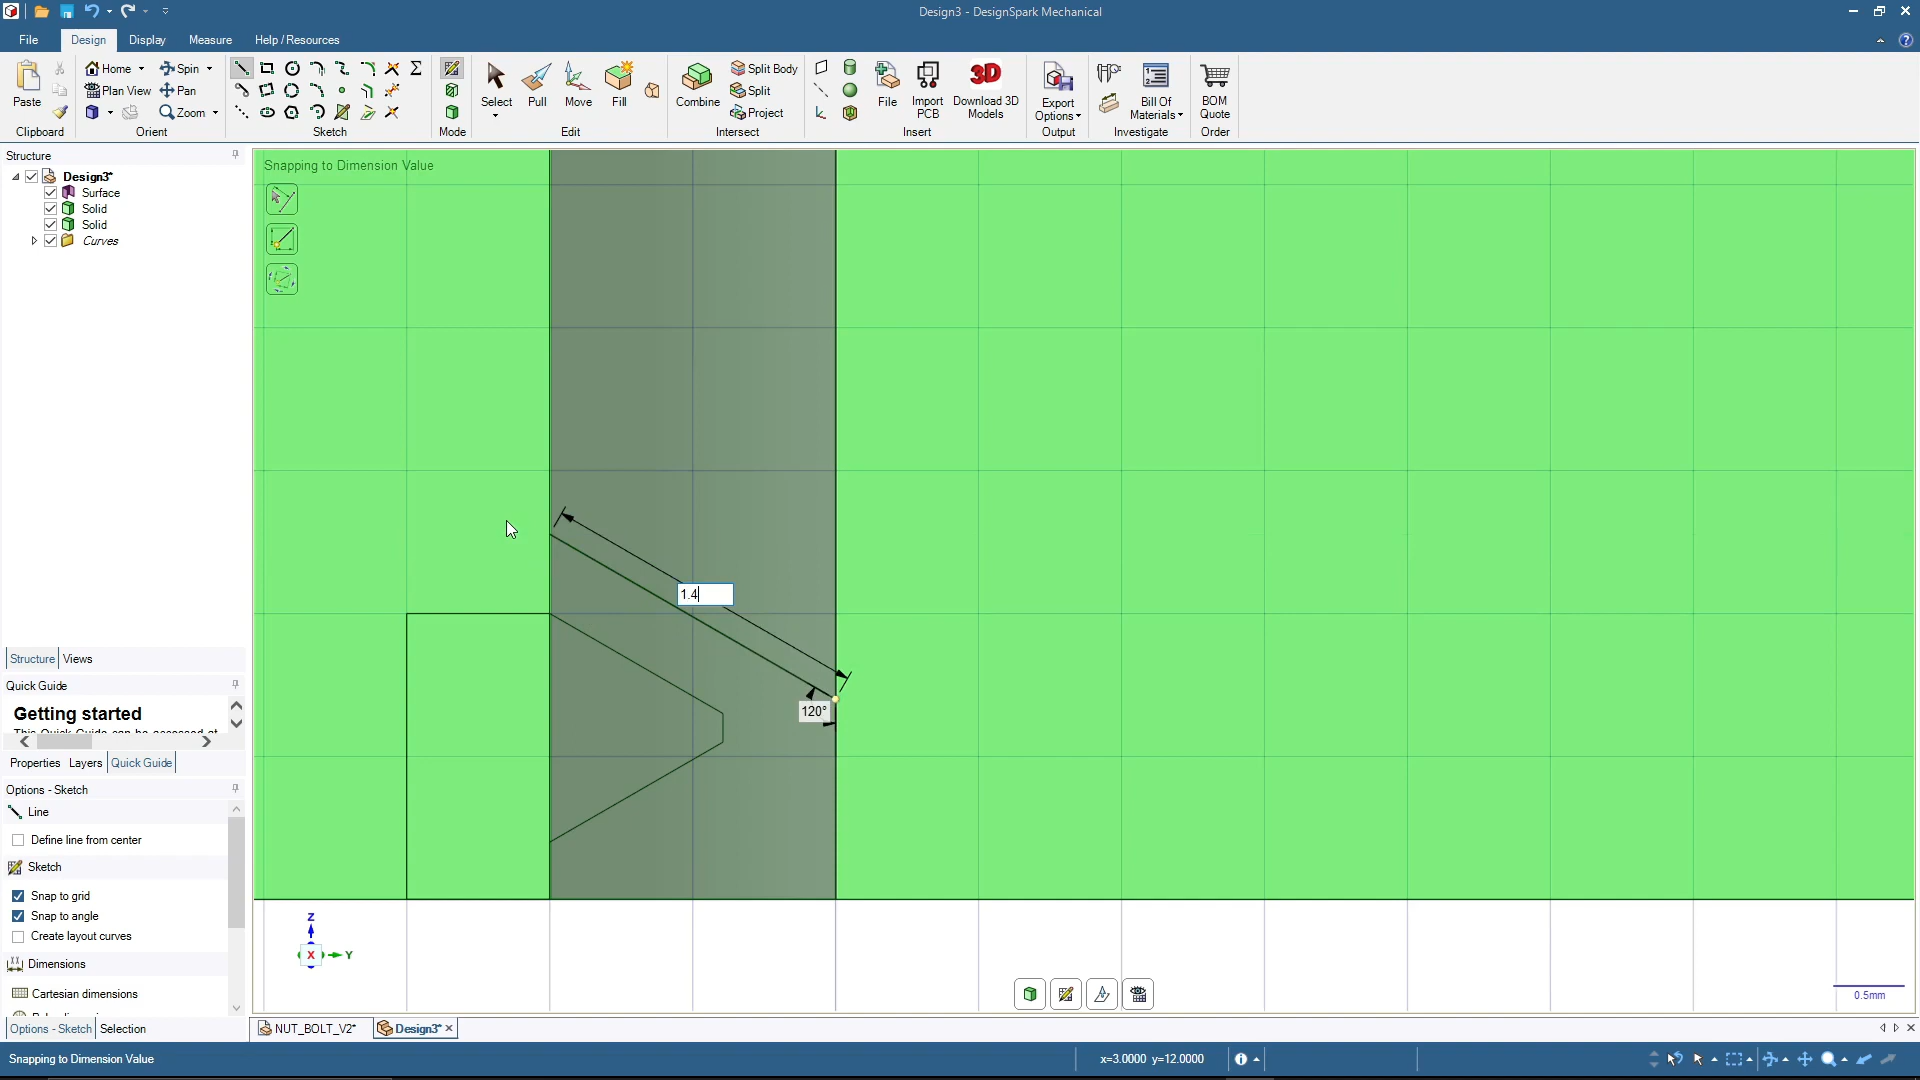 Design3 - DesignSpark Mechanical
File Design Display Measure Help / Resources
Paste
Clipboard
Home Spin
Plan View Pan
Zoom
Orient
Sketch
Mode
Select Pull Move Fill
Edit
Combine
Split Body
Split
Project
Intersect
File
Import PCB
Download 3D Models
3D
Insert
Export Options
Output
Bill Of Materials
Investigate
BOM Quote
Order
Structure
Design3*
Surface
Solid
Solid
Curves
Snapping to Dimension Value
1.4
120°
Structure Views
Quick Guide
Getting started
Properties Layers Quick Guide
Options - Sketch
Line
Define line from center
Sketch
Snap to grid
Snap to angle
Create layout curves
Dimensions
Cartesian dimensions
Options - Sketch Selection
Z
X Y
0.5mm
NUT_BOLT_V2* Design3*
Snapping to Dimension Value
x=3.0000 y=12.0000